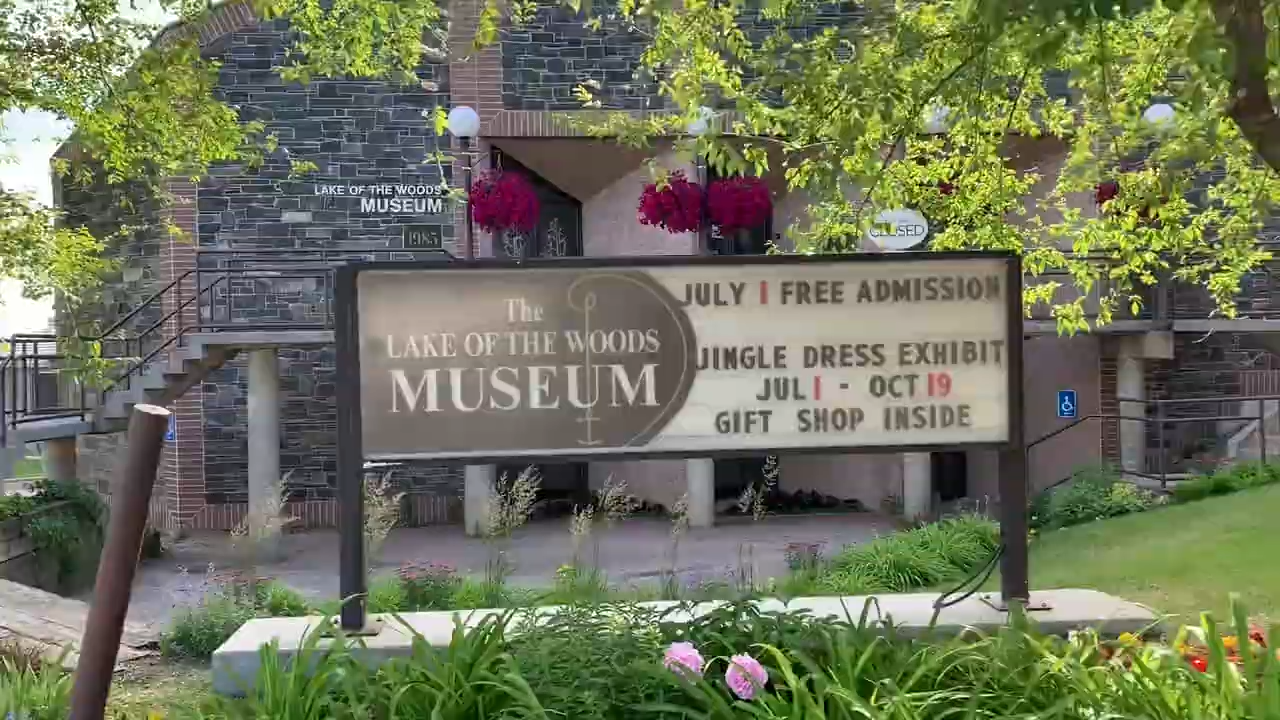 LAKE OF THE WOODS
MUSEUM
1985
CLOSED
The
LAKE OF THE WOODS
MUSEUM
JULY 1 FREE ADMISSION
JINGLE DRESS EXHIBIT
JUL 1 - OCT 19
GIFT SHOP INSIDE